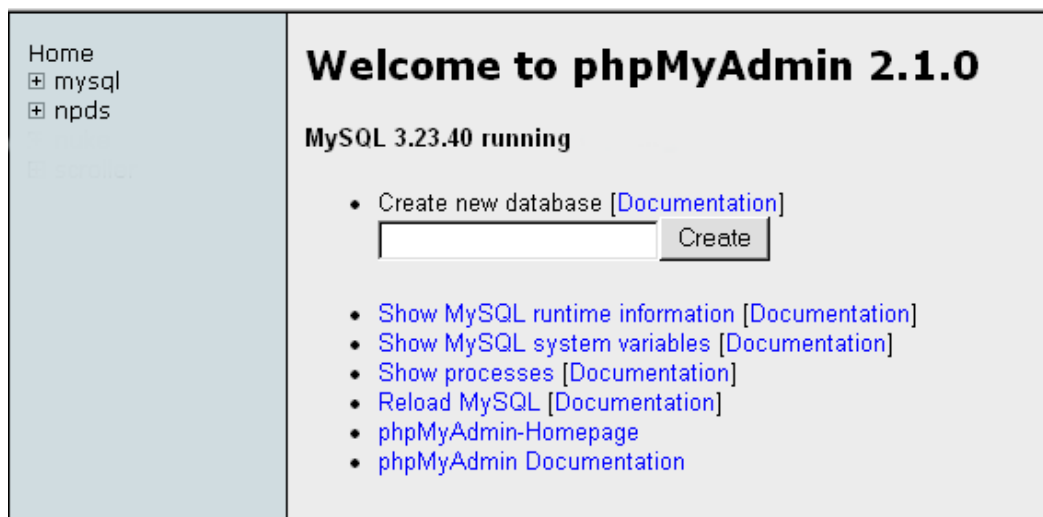 Home
mysql
npds
Welcome to phpMyAdmin 2.1.0
MySQL 3.23.40 running
Create new database [Documentation]
Create
Show MySQL runtime information [Documentation]
Show MySQL system variables [Documentation]
Show processes [Documentation]
Reload MySQL [Documentation]
phpMyAdmin-Homepage
phpMyAdmin Documentation